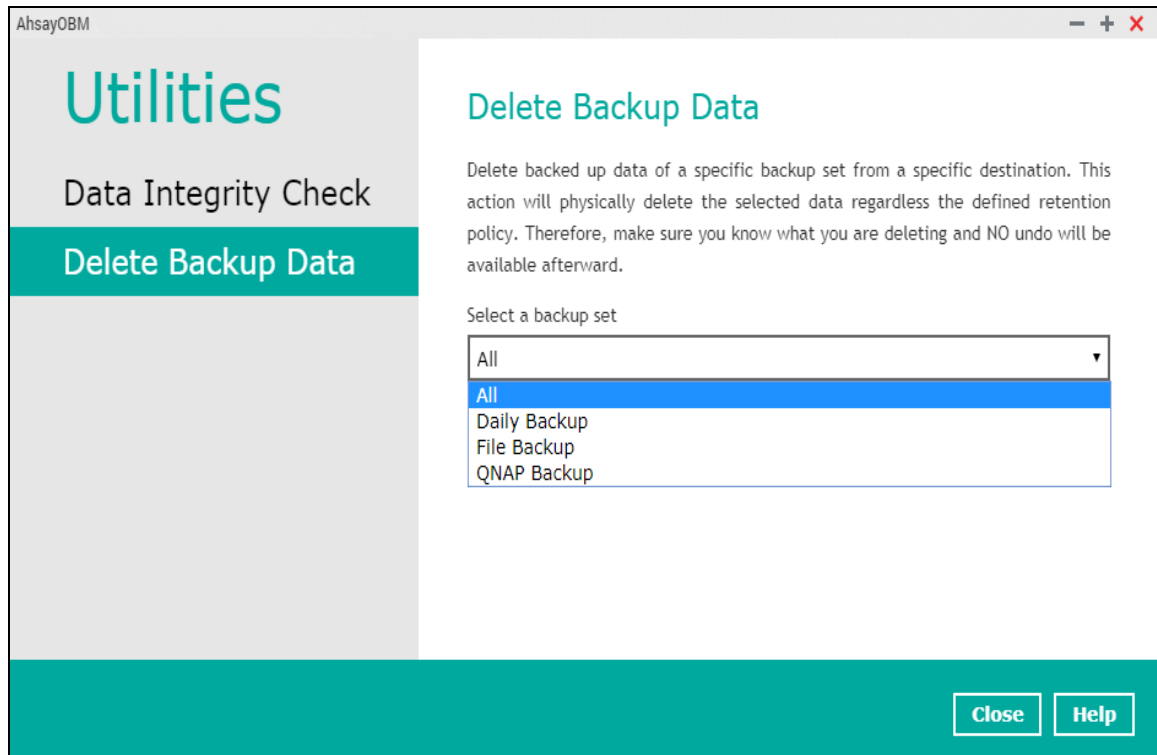 AhsayOBM
Utilities
Data Integrity Check
Delete Backup Data
Delete Backup Data
Delete backed up data of a specific backup set from a specific destination. This
action will physically delete the selected data regardless the defined retention
policy. Therefore, make sure you know what you are deleting and NO undo will be
available afterward.
Select a backup set
All
All
Daily Backup
File Backup
QNAP Backup
Close
Help